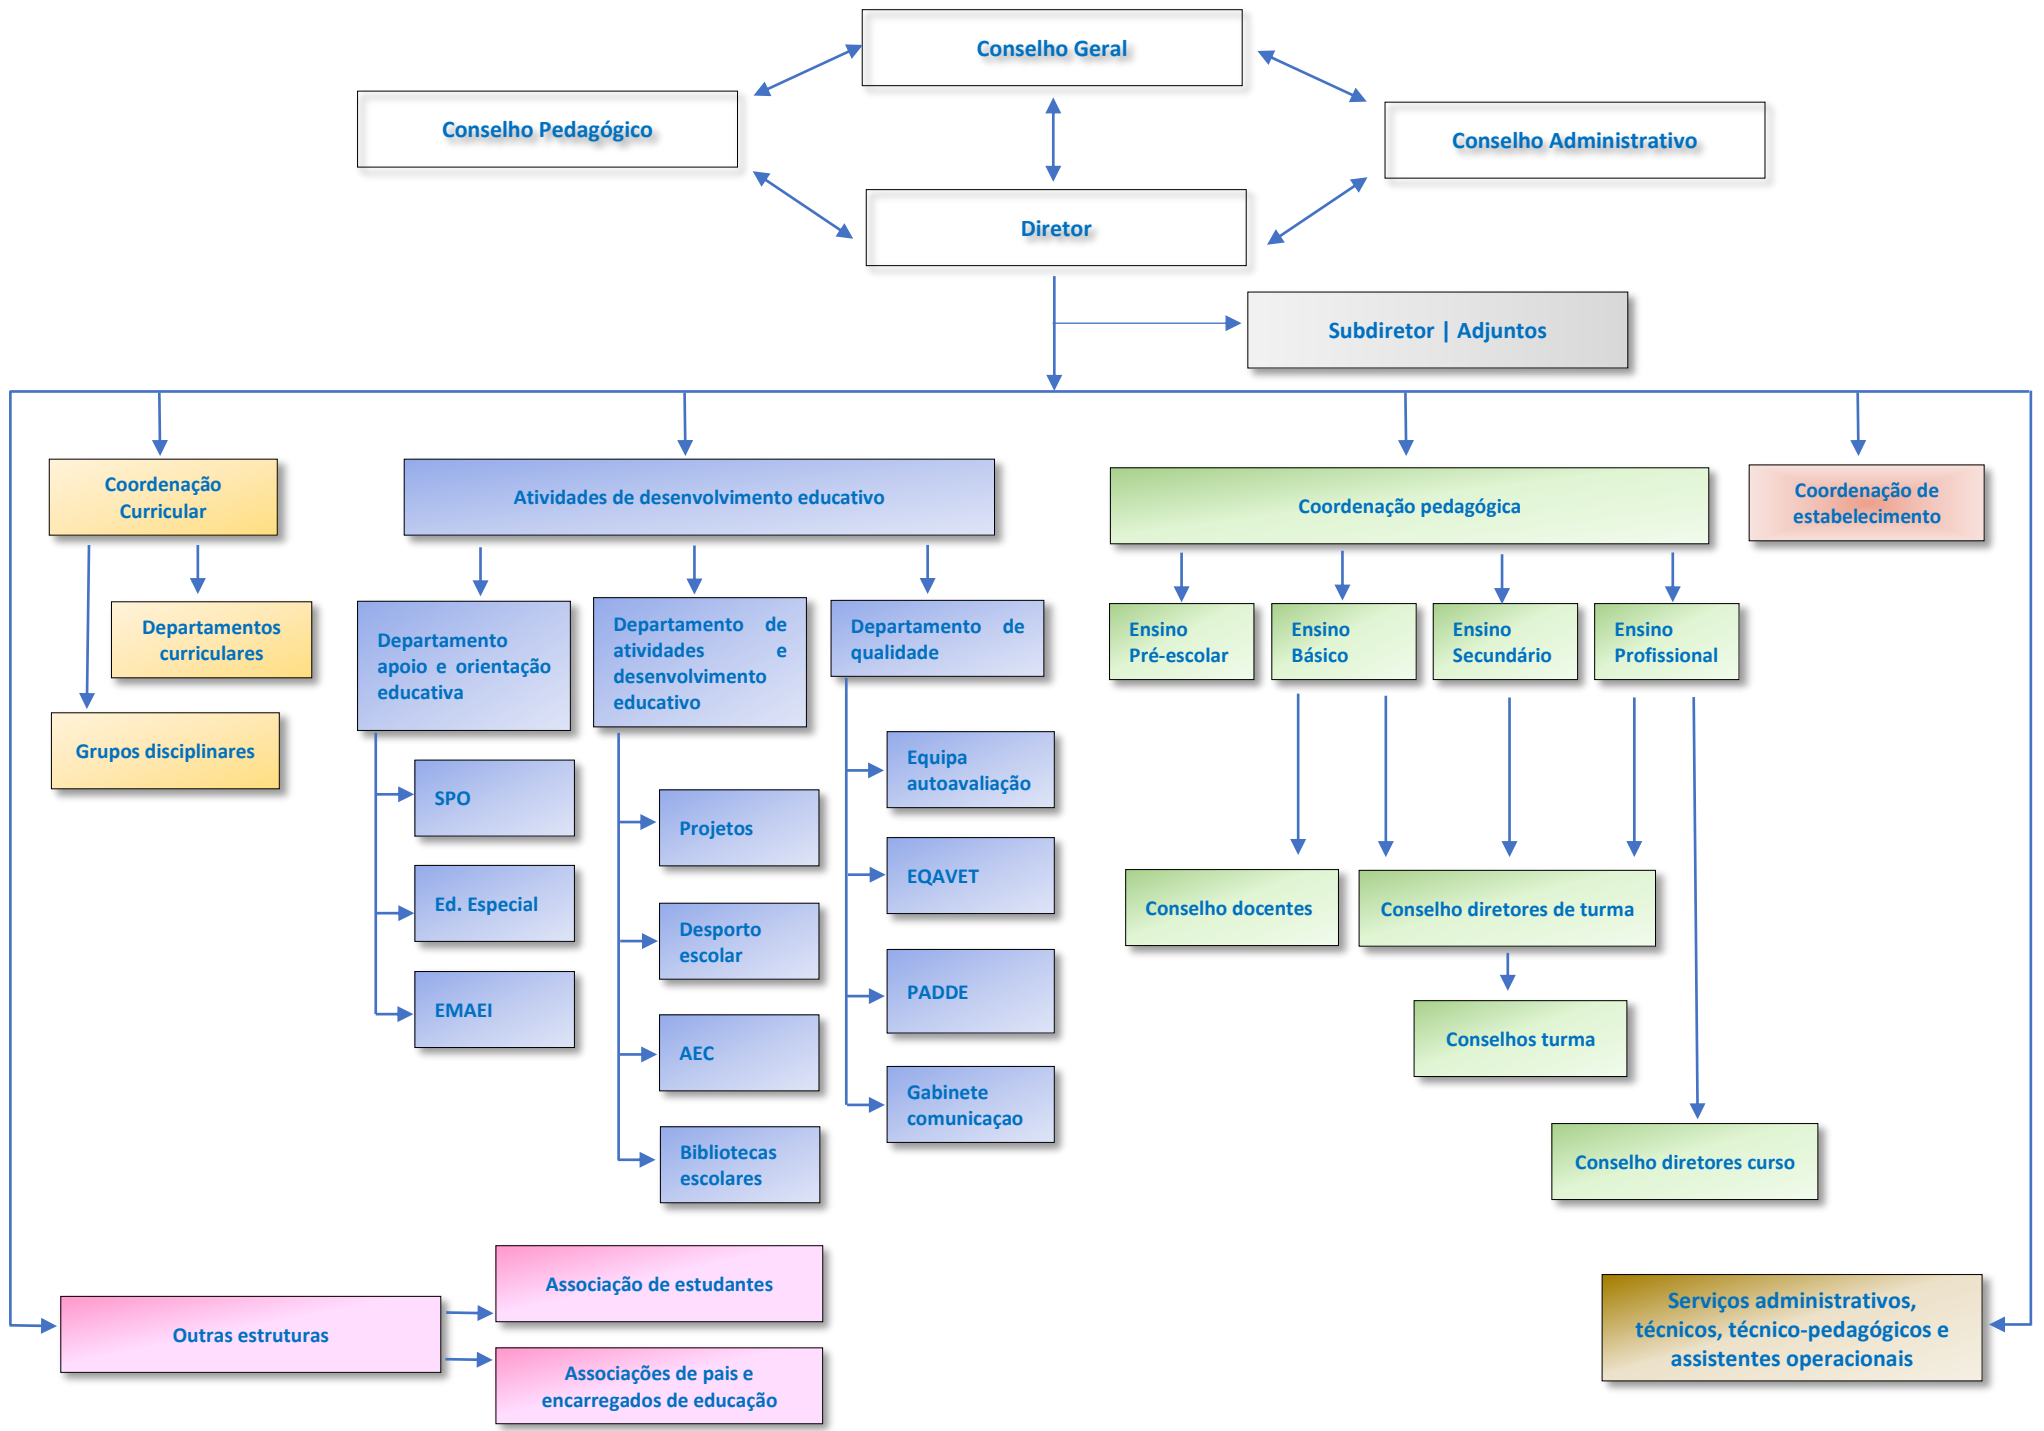 Conselho Geral
Conselho Pedagógico
Conselho Administrativo
Diretor
Subdiretor | Adjuntos
Coordenação
Curricular
Departamentos
curriculares
Grupos disciplinares
Atividades de desenvolvimento educativo
Departamento
apoio e orientação
educativa
SPO
Ed. Especial
EMAEI
Departamento de
atividades e
desenvolvimento
educativo
Projetos
Desporto
escolar
AEC
Bibliotecas
escolares
Departamento de
qualidade
Equipa
autoavaliação
EQAVET
PADDE
Gabinete
comunicaçao
Coordenação pedagógica
Ensino
Pré-escolar
Ensino
Básico
Ensino
Secundário
Ensino
Profissional
Conselho docentes
Conselho diretores de turma
Conselhos turma
Conselho diretores curso
Coordenação de
estabelecimento
Outras estruturas
Associação de estudantes
Associações de pais e
encarregados de educação
Serviços administrativos,
técnicos, técnico-pedagógicos e
assistentes operacionais